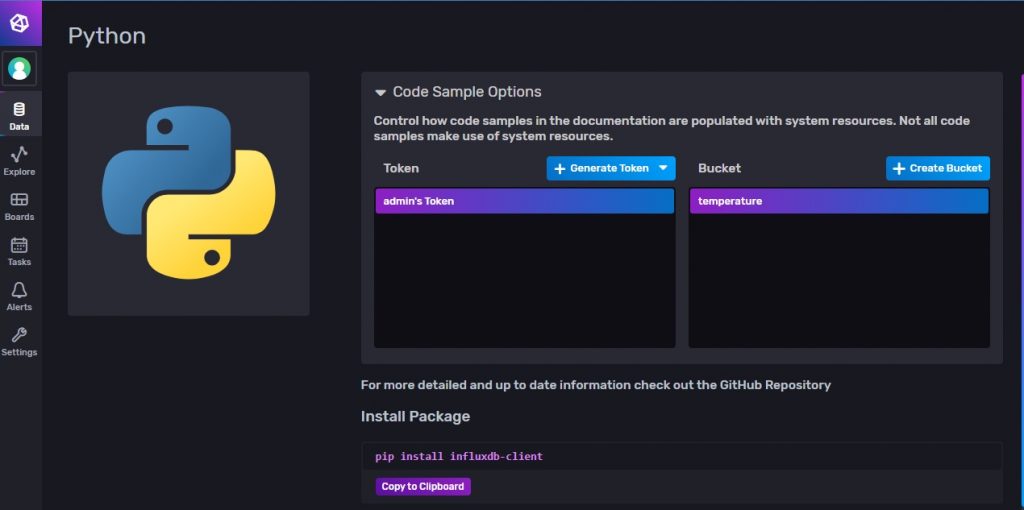 Python
Data
Explore
Boards
Tasks
Alerts
Settings
Code Sample Options
Control how code samples in the documentation are populated with system resources. Not all code
samples make use of system resources.
Token
Generate Token
admin's Token
Bucket
Create Bucket
temperature
For more detailed and up to date information check out the GitHub Repository
Install Package
pip install influxdb-client
Copy to Clipboard